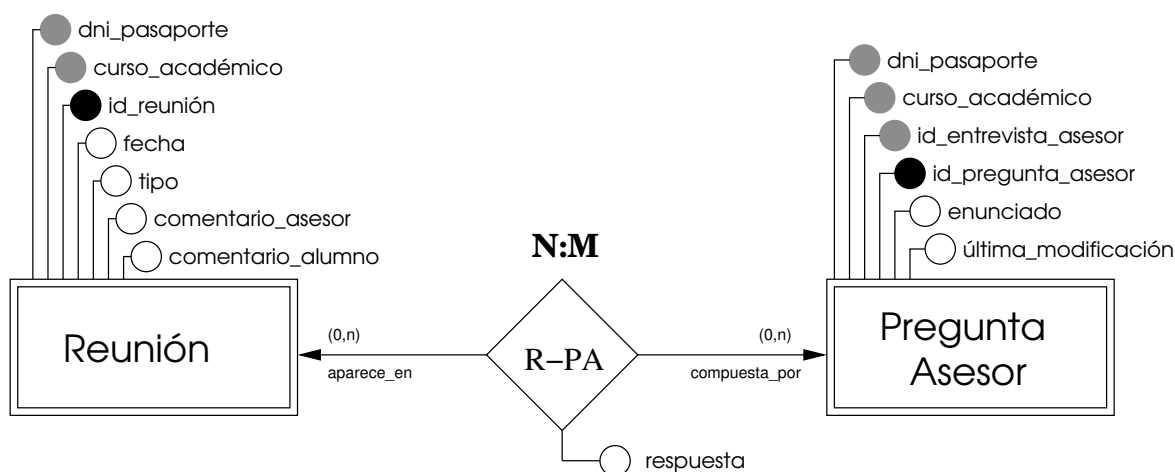 dni_pasaporte
curso_académico
id_reunión
fecha
tipo
comentario_asesor
comentario_alumno
Reunión
N:M
(0,n)
aparece_en
R–PA
(0,n)
compuesta_por
respuesta
dni_pasaporte
curso_académico
id_entrevista_asesor
id_pregunta_asesor
enunciado
última_modificación
Pregunta
Asesor